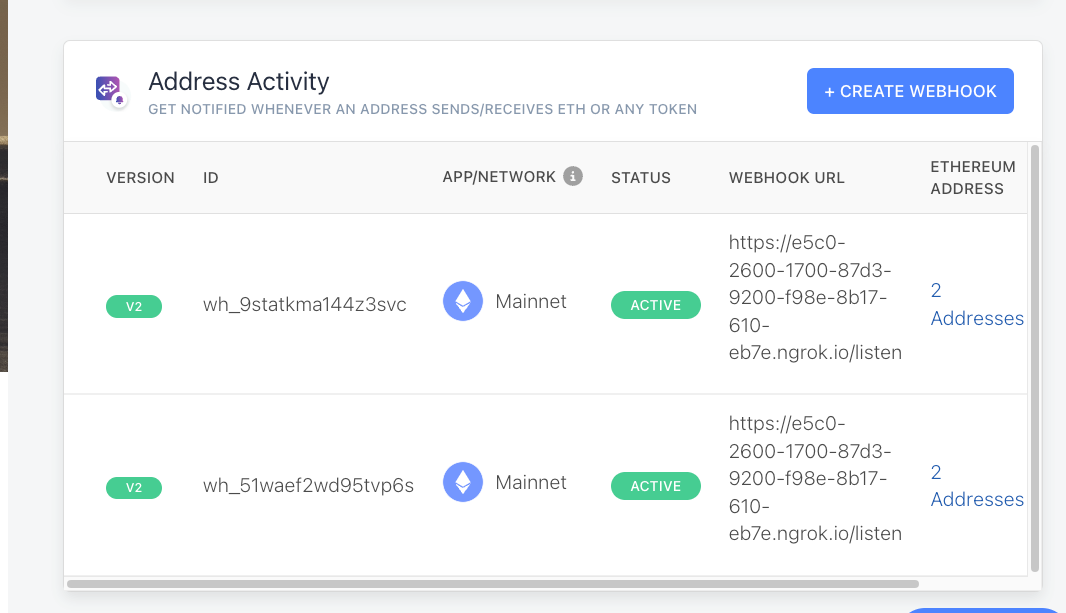 Address Activity
GET NOTIFIED WHENEVER AN ADDRESS SENDS/RECEIVES ETH OR ANY TOKEN
+ CREATE WEBHOOK
VERSION ID APP/NETWORK i STATUS WEBHOOK URL ETHEREUM
ADDRESS
V2 wh_9statkma144z3svc Mainnet ACTIVE
https://e5c0-
2600-1700-87d3-
9200-f98e-8b17-
610-
eb7e.ngrok.io/listen
2
Addresses
V2 wh_51waef2wd95tvp6s Mainnet ACTIVE
https://e5c0-
2600-1700-87d3-
9200-f98e-8b17-
610-
eb7e.ngrok.io/listen
2
Addresses